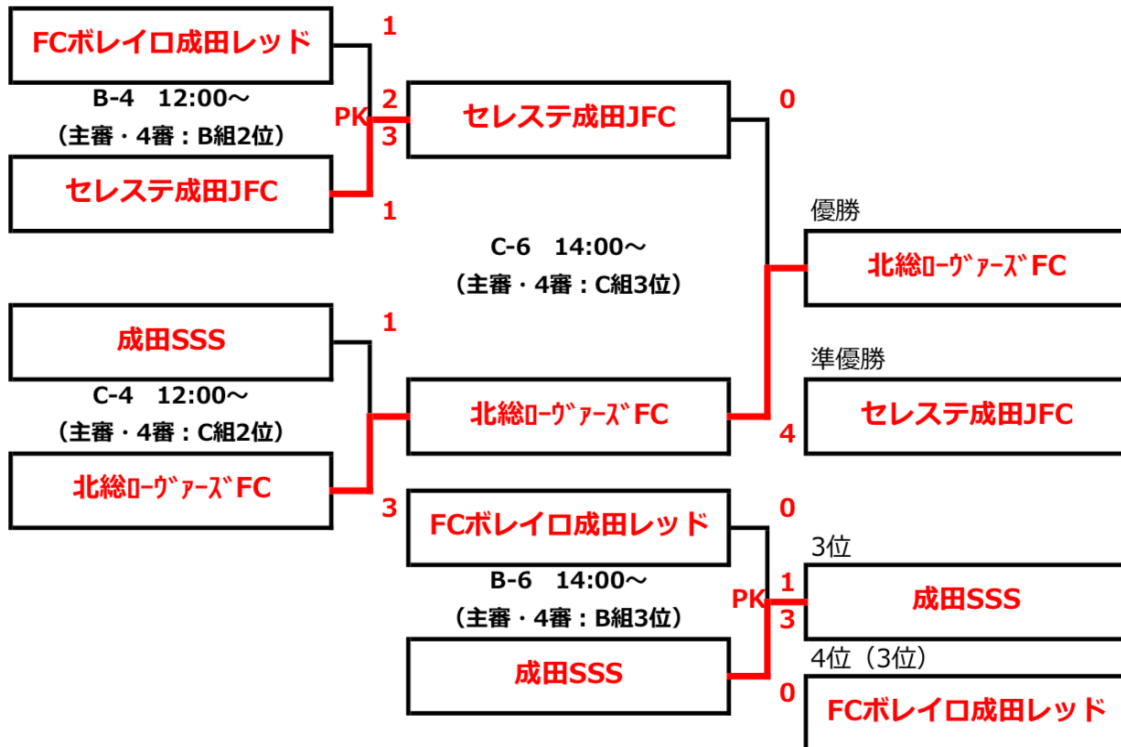 FCボレイロ成田レッド
1
B-4 12:00～
(主審・4審：B組2位)
PK
2
3
セレステ成田JFC
1
セレステ成田JFC
0
C-6 14:00～
(主審・4審：C組3位)
優勝
北総ﾛｰヴｧｰズFC
成田SSS
1
C-4 12:00～
(主審・4審：C組2位)
北総ﾛｰヴｧｰズFC
3
北総ﾛｰヴｧｰズFC
4
準優勝
セレステ成田JFC
FCボレイロ成田レッド
0
B-6 14:00～
(主審・4審：B組3位)
PK
1
3
成田SSS
0
3位
成田SSS
4位（3位）
FCボレイロ成田レッド